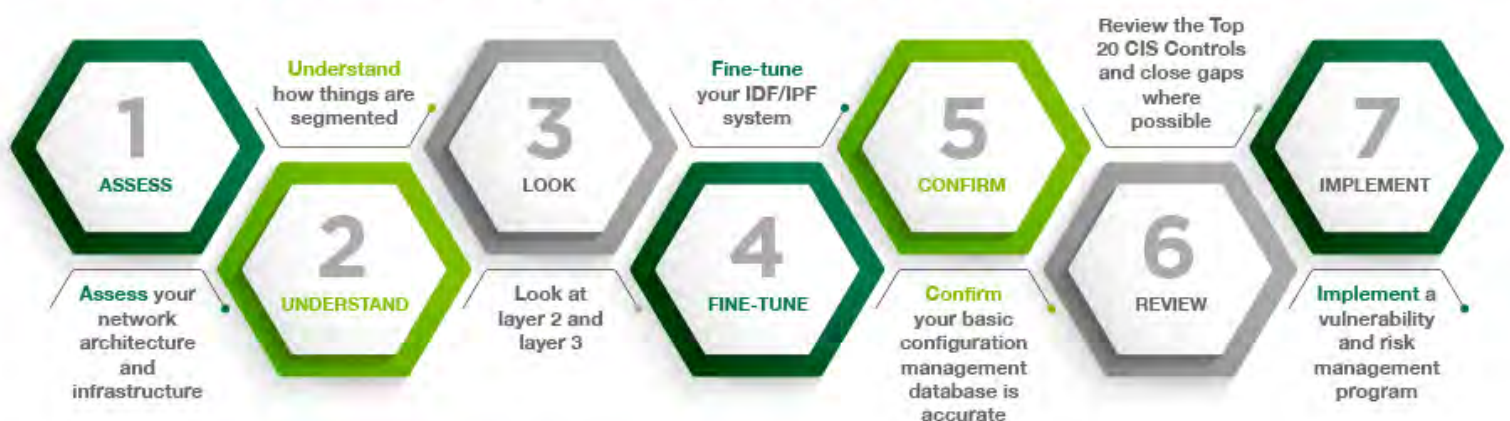 1
ASSESS
Assess your
network
architecture
and
infrastructure
Understand
how things are
segmented
2
UNDERSTAND
3
LOOK
Look at
layer 2 and
layer 3
Fine-tune
your IDF/IPF
system
4
FINE-TUNE
5
CONFIRM
Confirm
your basic
configuration
management
database is
accurate
Review the Top
20 CIS Controls
and close gaps
where
possible
6
REVIEW
7
IMPLEMENT
Implement a
vulnerability
and risk
management
program